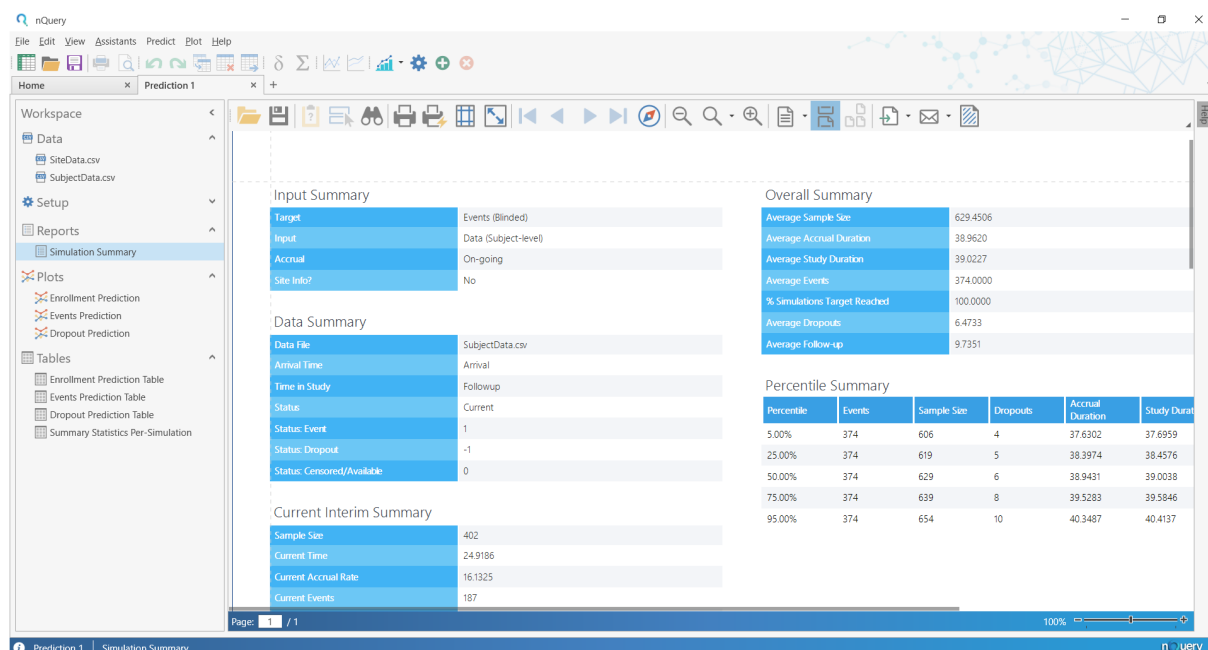 nQuery
File Edit View Assistants Predict Plot Help
Home × Prediction 1 × +
Workspace
Data
SiteData.csv
SubjectData.csv
Setup
Reports
Simulation Summary
Plots
Enrollment Prediction
Events Prediction
Dropout Prediction
Tables
Enrollment Prediction Table
Events Prediction Table
Dropout Prediction Table
Summary Statistics Per-Simulation
Help
Input Summary
Target Events (Blinded)
Input Data (Subject-level)
Accrual On-going
Site Info? No
Data Summary
Data File SubjectData.csv
Arrival Time Arrival
Time in Study Followup
Status Current
Status: Event 1
Status: Dropout -1
Status: Censored/Available 0
Current Interim Summary
Sample Size 402
Current Time 24.9186
Current Accrual Rate 16.1325
Current Events 187
Overall Summary
Average Sample Size 629.4506
Average Accrual Duration 38.9620
Average Study Duration 39.0227
Average Events 374.0000
% Simulations Target Reached 100.0000
Average Dropouts 6.4733
Average Follow-up 9.7351
Percentile Summary
Percentile Events Sample Size Dropouts Accrual Duration Study Durat
5.00% 374 606 4 37.6302 37.6959
25.00% 374 619 5 38.3974 38.4576
50.00% 374 629 6 38.9431 39.0038
75.00% 374 639 8 39.5283 39.5846
95.00% 374 654 10 40.3487 40.4137
Page: 1 / 1
100%
Prediction 1 | Simulation Summary
nQuery